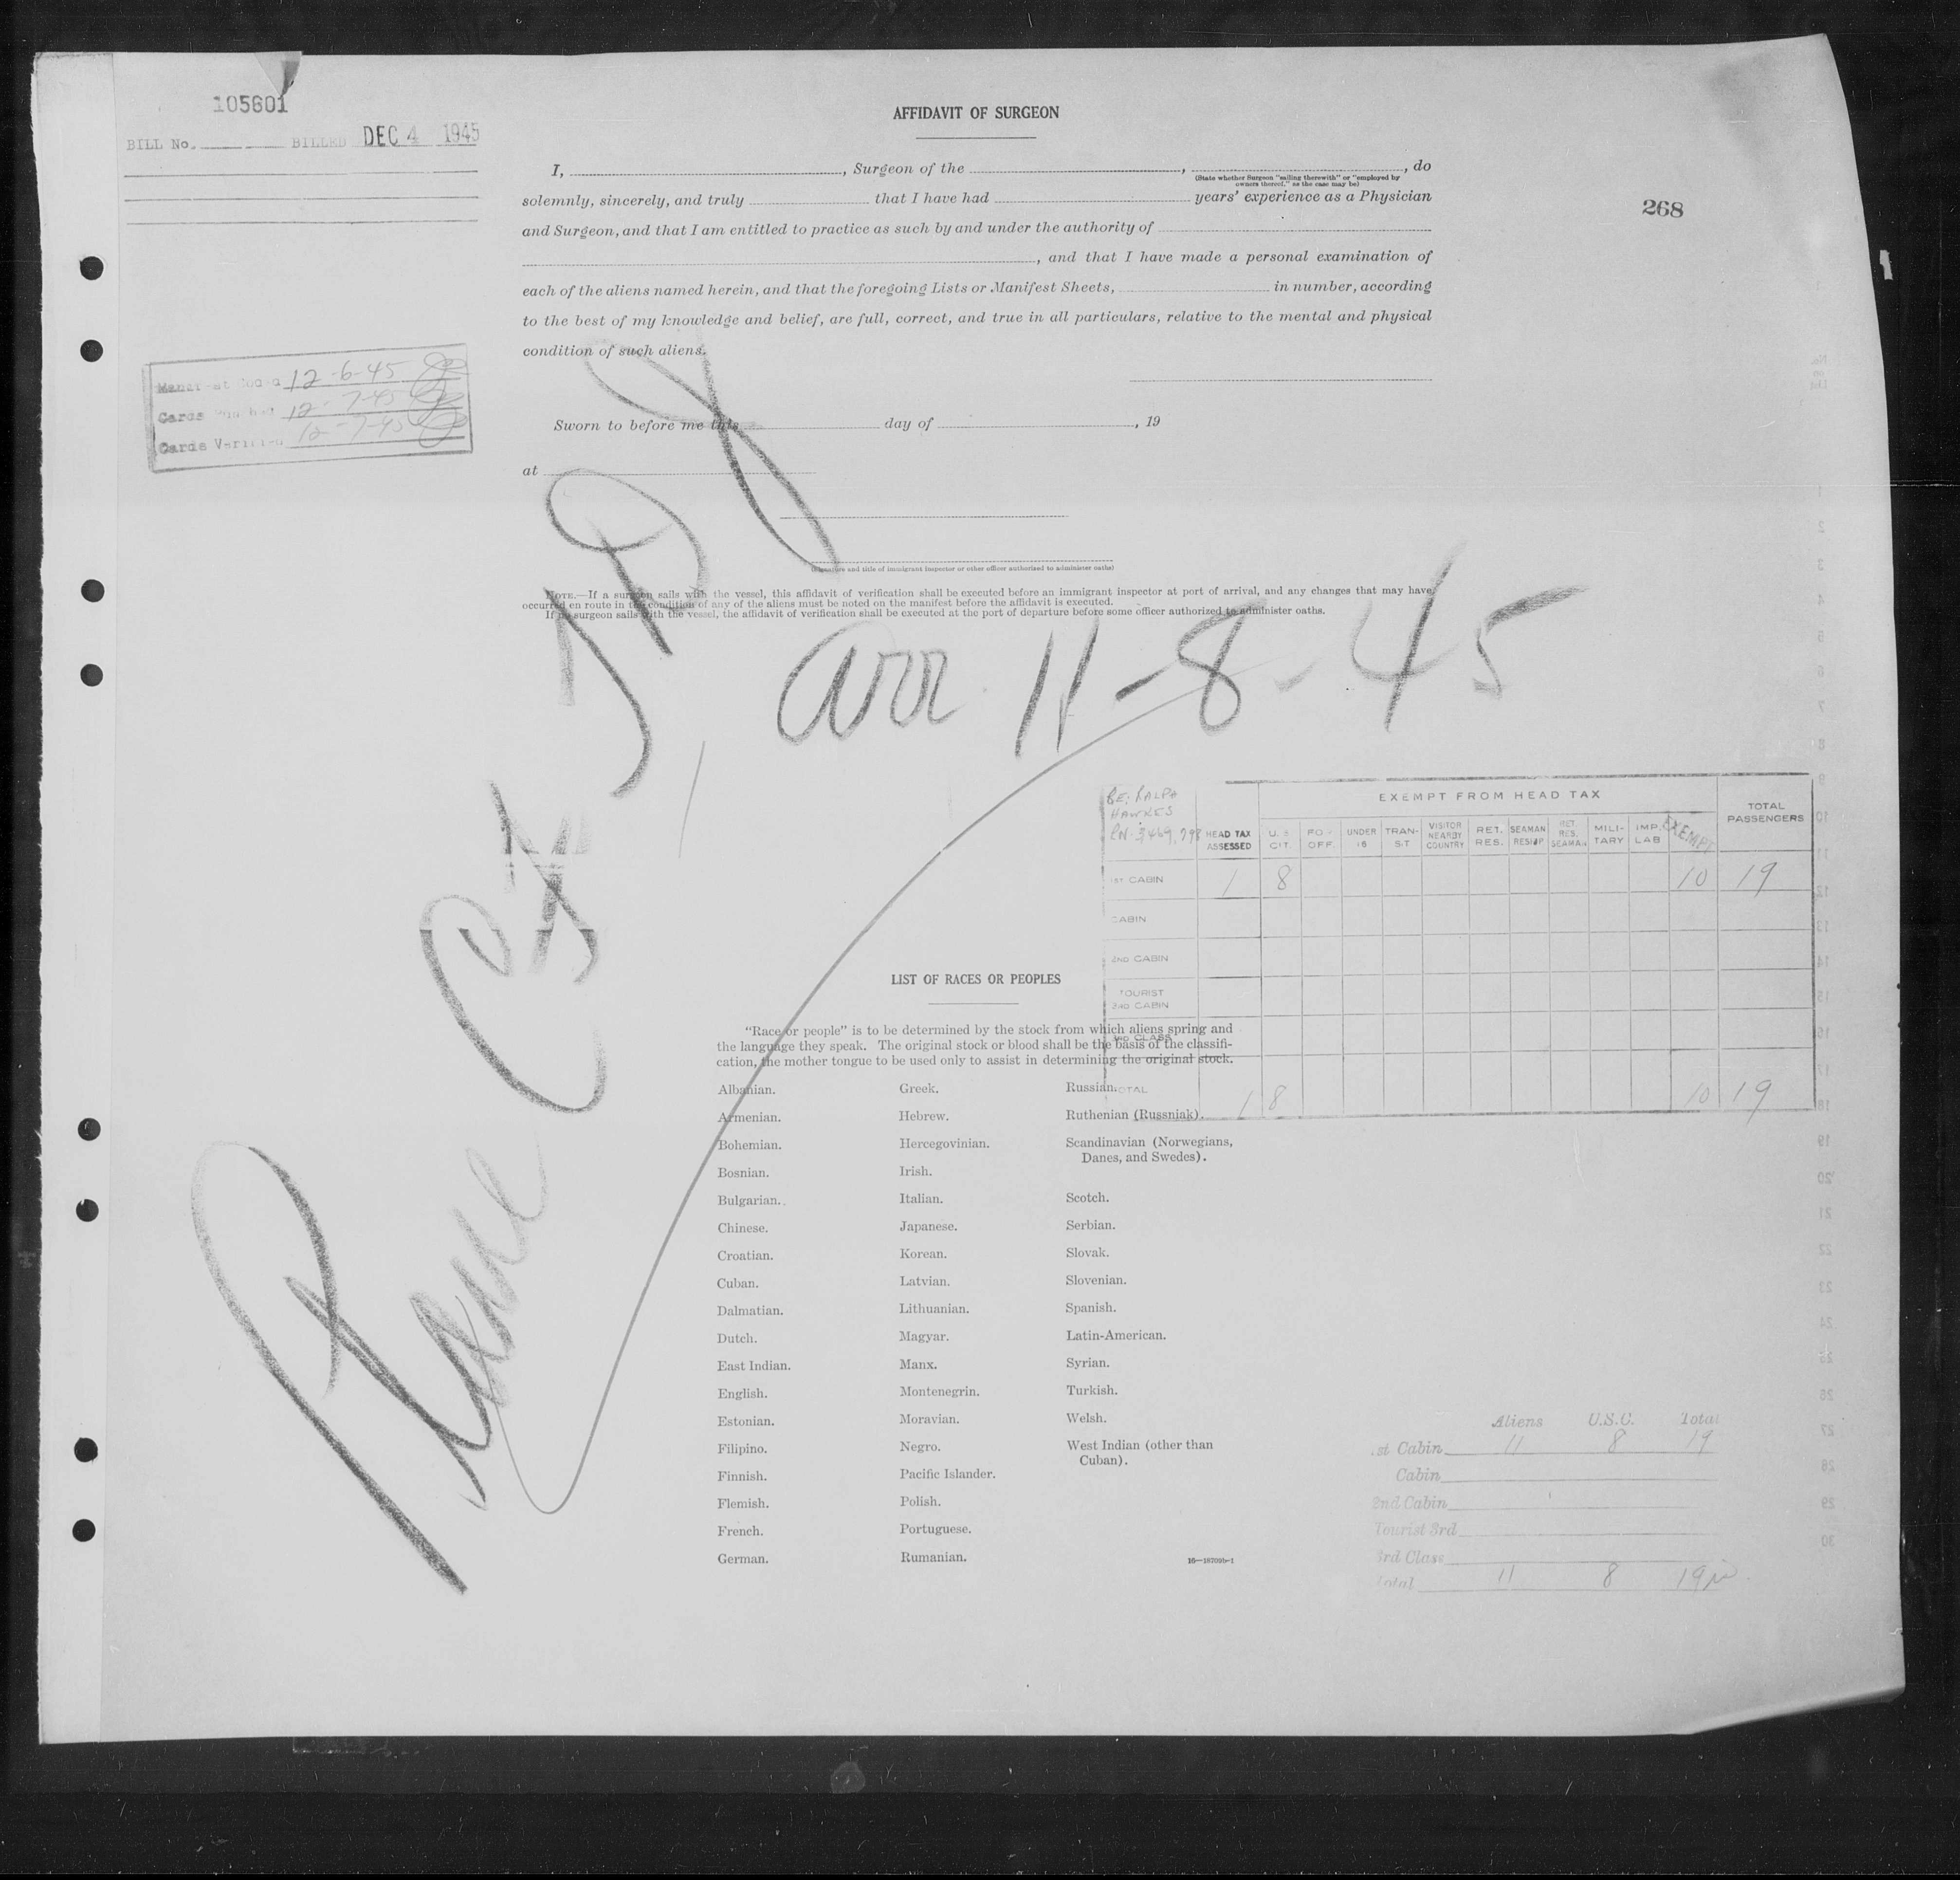 105601
BILL No. BILLED DEC 4 1945
AFFIDAVIT OF SURGEON
I, , Surgeon of the , , do
(State whether Surgeon "sailing therewith" or "employed by
owners thereof," as the case may be)
solemnly, sincerely, and truly that I have had years' experience as a Physician
and Surgeon, and that I am entitled to practice as such by and under the authority of
, and that I have made a personal examination of
each of the aliens named herein, and that the foregoing Lists or Manifest Sheets, in number, according
to the best of my knowledge and belief, are full, correct, and true in all particulars, relative to the mental and physical
condition of such aliens.
268
12-6-45
Cards 12-7-45
Cards Verified 12-7-45
Sworn to before me this day of , 19
at
(Signature and title of immigrant inspector or other officer authorized to administer oaths)
NOTE.—If a surgeon sails with the vessel, this affidavit of verification shall be executed before an immigrant inspector at port of arrival, and any changes that may have
occurred en route in the condition of any of the aliens must be noted on the manifest before the affidavit is executed.
If no surgeon sails with the vessel, the affidavit of verification shall be executed at the port of departure before some officer authorized to administer oaths.
Plane
arr 11-8-45
RE: RALPH
HAWKES
EXEMPT FROM HEAD TAX
HEAD TAX ASSESSED U. S. CIT. FO. OFF. UNDER 16 TRANSIT VISITOR NEARBY COUNTRY RET. RES. SEAMAN RESHIP RET. RES. SEAMAN MILITARY IMP. LAB EXEMPT TOTAL PASSENGERS
1ST CABIN 1 8 10 19
CABIN
2ND CABIN
TOURIST
2ND CABIN
3RD CLASS
TOTAL 1 8 10 19
LIST OF RACES OR PEOPLES
"Race or people" is to be determined by the stock from which aliens spring and
the language they speak. The original stock or blood shall be the basis of the classifi-
cation, the mother tongue to be used only to assist in determining the original stock.
Albanian.
Armenian.
Bohemian.
Bosnian.
Bulgarian.
Chinese.
Croatian.
Cuban.
Dalmatian.
Dutch.
East Indian.
English.
Estonian.
Filipino.
Finnish.
Flemish.
French.
German.
Greek.
Hebrew.
Hercegovinian.
Irish.
Italian.
Japanese.
Korean.
Latvian.
Lithuanian.
Magyar.
Manx.
Montenegrin.
Moravian.
Negro.
Pacific Islander.
Polish.
Portuguese.
Rumanian.
Russian.
Ruthenian (Russniak).
Scandinavian (Norwegians,
Danes, and Swedes).
Scotch.
Serbian.
Slovak.
Slovenian.
Spanish.
Latin-American.
Syrian.
Turkish.
Welsh.
West Indian (other than
Cuban).
16—18709b-1
Aliens U.S.C. Total
1st Cabin 11 8 19
Cabin
2nd Cabin
Tourist 3rd
3rd Class
Total 11 8 19